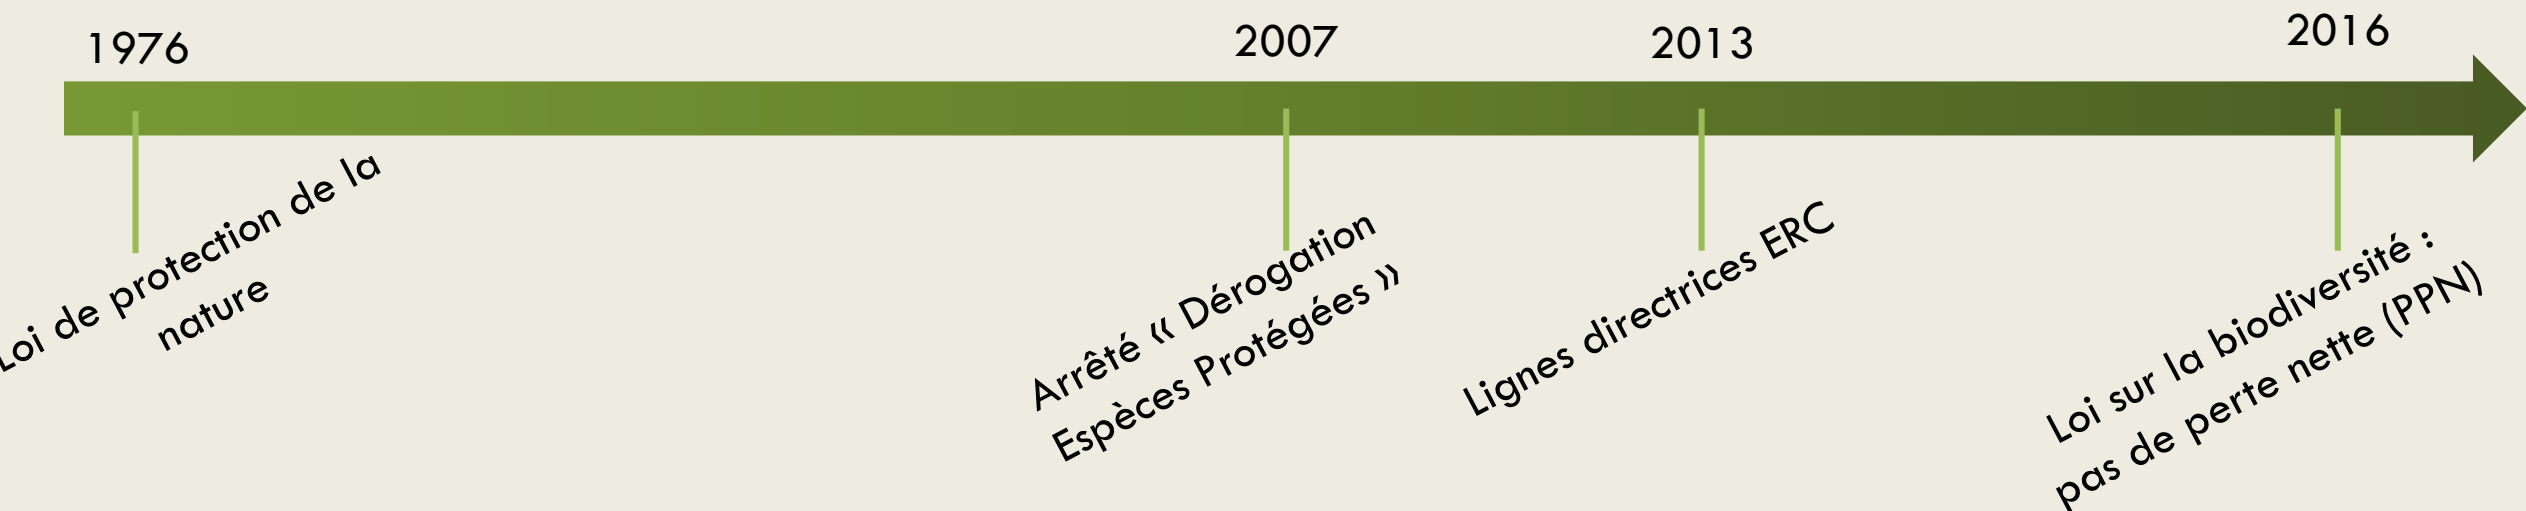 1976
2007
2013
2016
Loi de protection de la
nature
Arrêté « Dérogation
Espèces Protégées »
Lignes directrices ERC
Loi sur la biodiversité :
pas de perte nette (PPN)